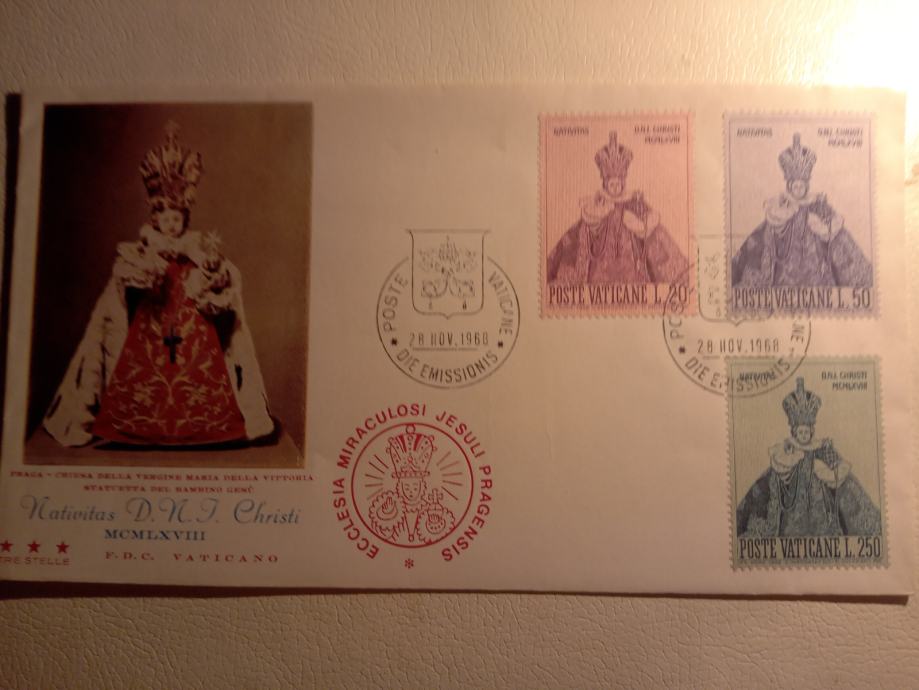 PRAGA - CHIESA DELLA VERGINE MARIA DELLA VITTORIA
STATUETTA DEL BAMBINO GESÙ
Nativitas D.N.J. Christi
MCMLXVIII
F.D.C. VATICANO
TRE STELLE
POSTE VATICANE
28 NOV. 1968
DIE EMISSIONIS
ECCLESIA MIRACULOSI JESULI PRAGENSIS
NATIVITAS D.N.I. CHRISTI
MCMLXVIII
POSTE VATICANE L. 20
NATIVITAS D.N.I. CHRISTI
MCMLXVIII
POSTE VATICANE L. 50
POSTE VATICANE
28 NOV. 1968
DIE EMISSIONIS
NATIVITAS D.N.I. CHRISTI
MCMLXVIII
POSTE VATICANE L. 250